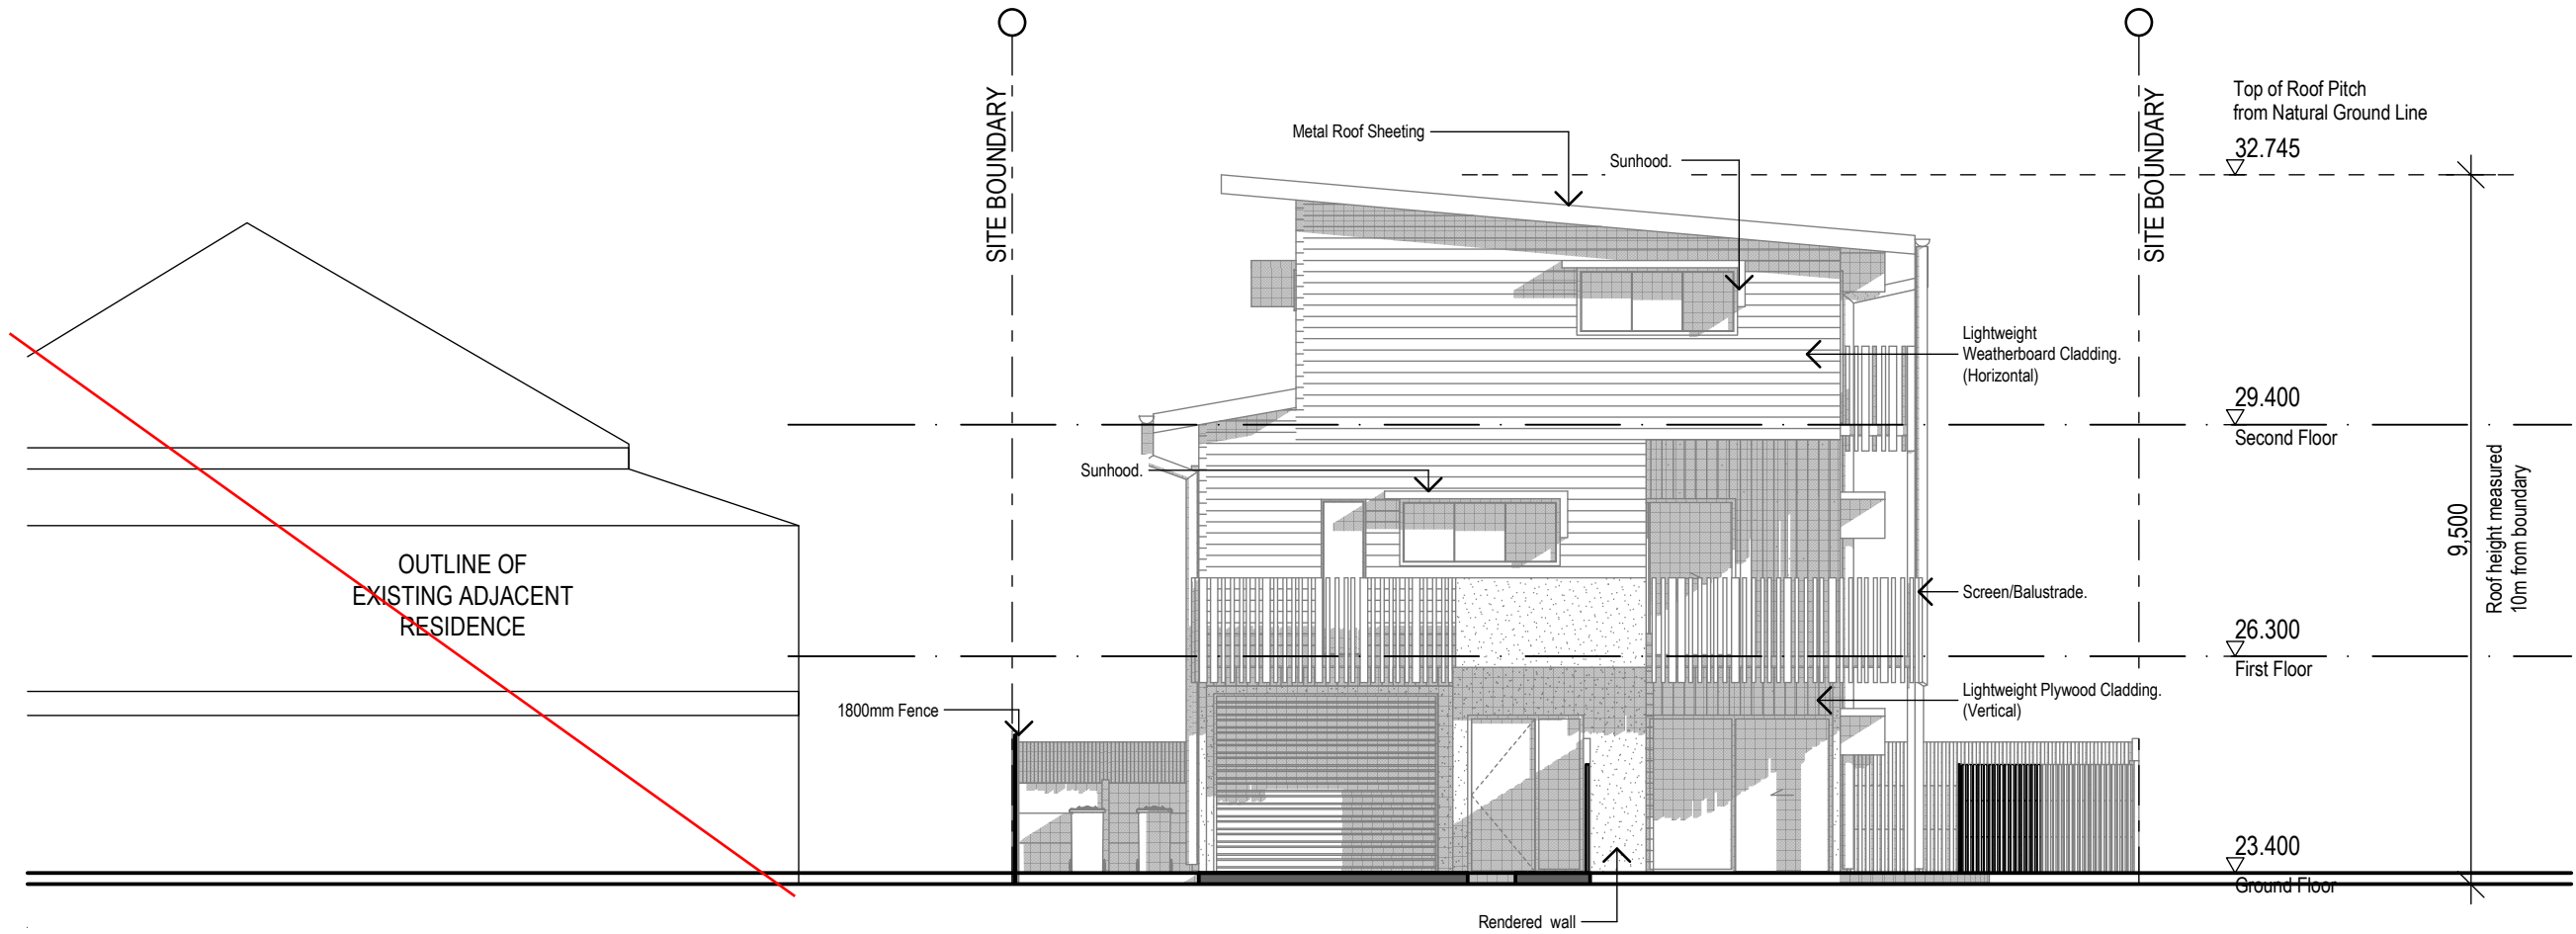 SITE BOUNDARY
SITE BOUNDARY
Top of Roof Pitch
from Natural Ground Line
32.745
Metal Roof Sheeting
Sunhood.
Lightweight
Weatherboard Cladding.
(Horizontal)
29.400
Second Floor
Sunhood.
9,500
Roof height measured
10m from boundary
OUTLINE OF
EXISTING ADJACENT
RESIDENCE
Screen/Balustrade.
26.300
First Floor
Lightweight Plywood Cladding.
(Vertical)
1800mm Fence
23.400
Ground Floor
Rendered wall